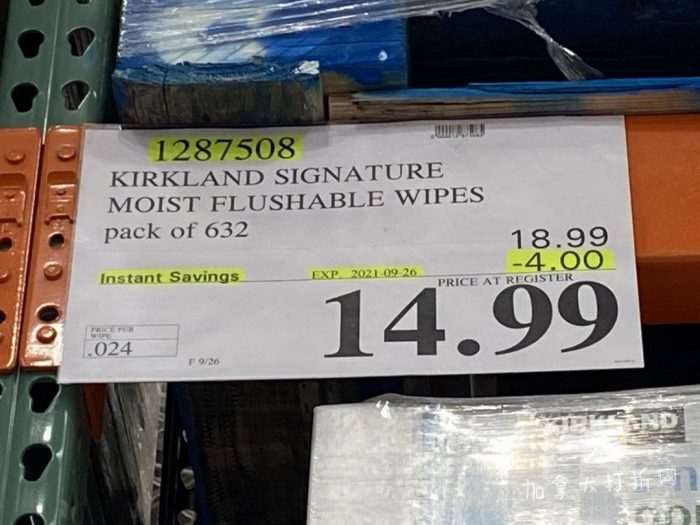 1287508
KIRKLAND SIGNATURE
MOIST FLUSHABLE WIPES
pack of 632
18.99
-4.00
Instant Savings
EXP. 2021-09-26
PRICE AT REGISTER
14.99
PRICE PER
WIPE
.024
F 9/26
KIRKLAND
加拿大打折网